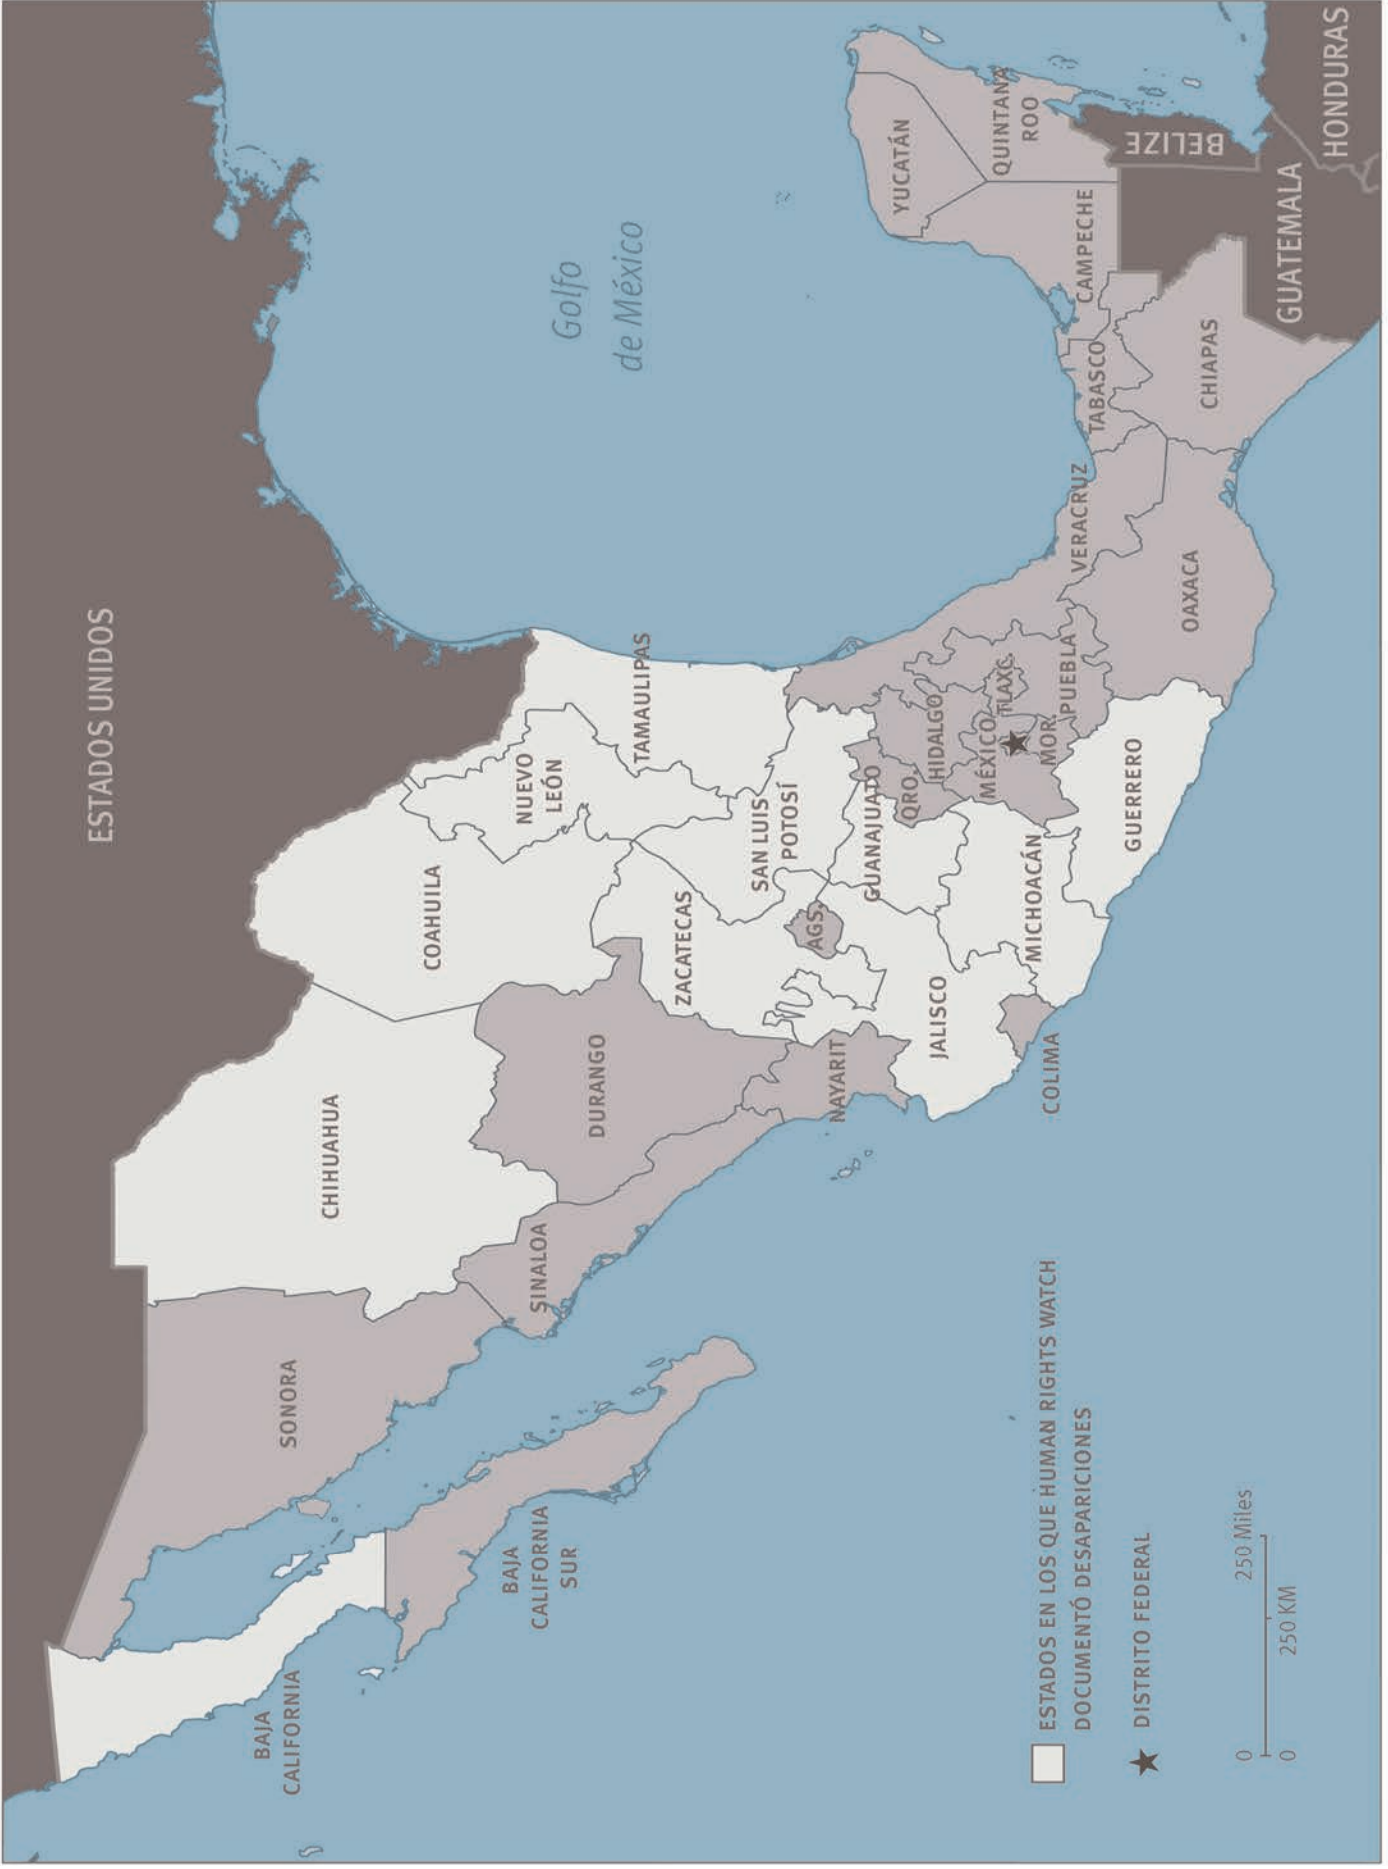 ESTADOS UNIDOS
BAJA
CALIFORNIA
SONORA
CHIHUAHUA
COAHUILA
NUEVO
LEÓN
TAMAULIPAS
Golfo
de México
BAJA
CALIFORNIA
SUR
SINALOA
DURANGO
ZACATECAS
SAN LUIS
POTOSÍ
NAYARIT
AGS.
GUANAJUATO
QRO.
HIDALGO
JALISCO
COLIMA
MICHOACÁN
MÉXICO
TLAXC.
MOR.
PUEBLA
VERACRUZ
GUERRERO
OAXACA
TABASCO
CHIAPAS
CAMPECHE
YUCATÁN
QUINTANA
ROO
BELIZE
GUATEMALA
HONDURAS
ESTADOS EN LOS QUE HUMAN RIGHTS WATCH
DOCUMENTÓ DESAPARICIONES
DISTRITO FEDERAL
0 250 Miles
0 250 KM